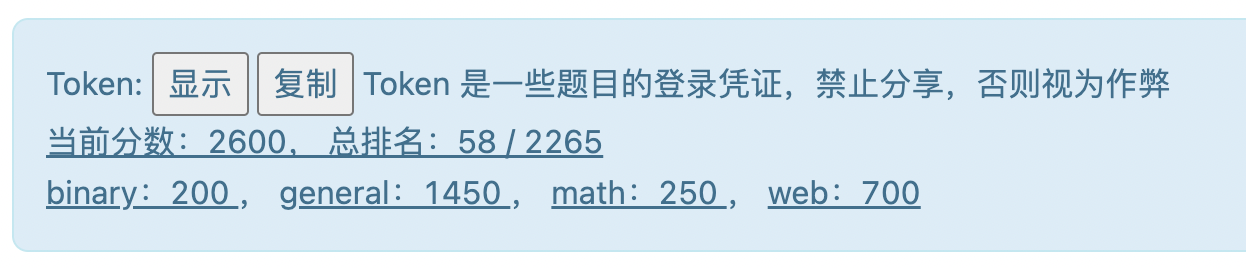 Token: 显示 复制 Token 是一些题目的登录凭证，禁止分享，否则视为作弊
当前分数：2600， 总排名：58 / 2265
binary：200 ， general：1450 ， math：250 ， web：700